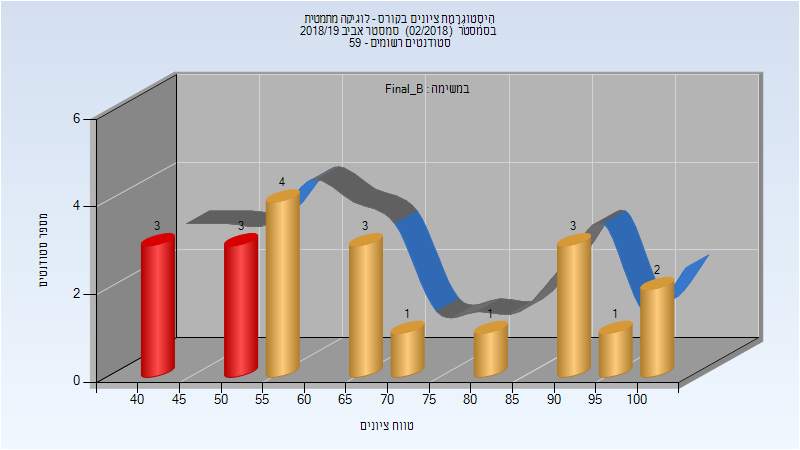 היסטוגרמת ציונים בקורס - לוגיקה מתמטית
בסמסטר (02/2018) סמסטר אביב 2018/19
סטודנטים רשומים - 59
במשימה : Final_B
מספר סטודנטים
6
4
2
0
3
3
4
3
1
1
3
1
2
40 45 50 55 60 65 70 75 80 85 90 95 100
טווח ציונים